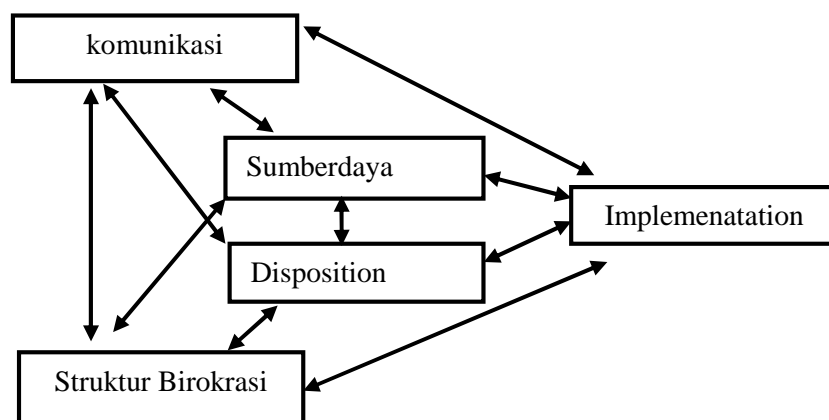 komunikasi
Sumberdaya
Implemenatation
Disposition
Struktur Birokrasi